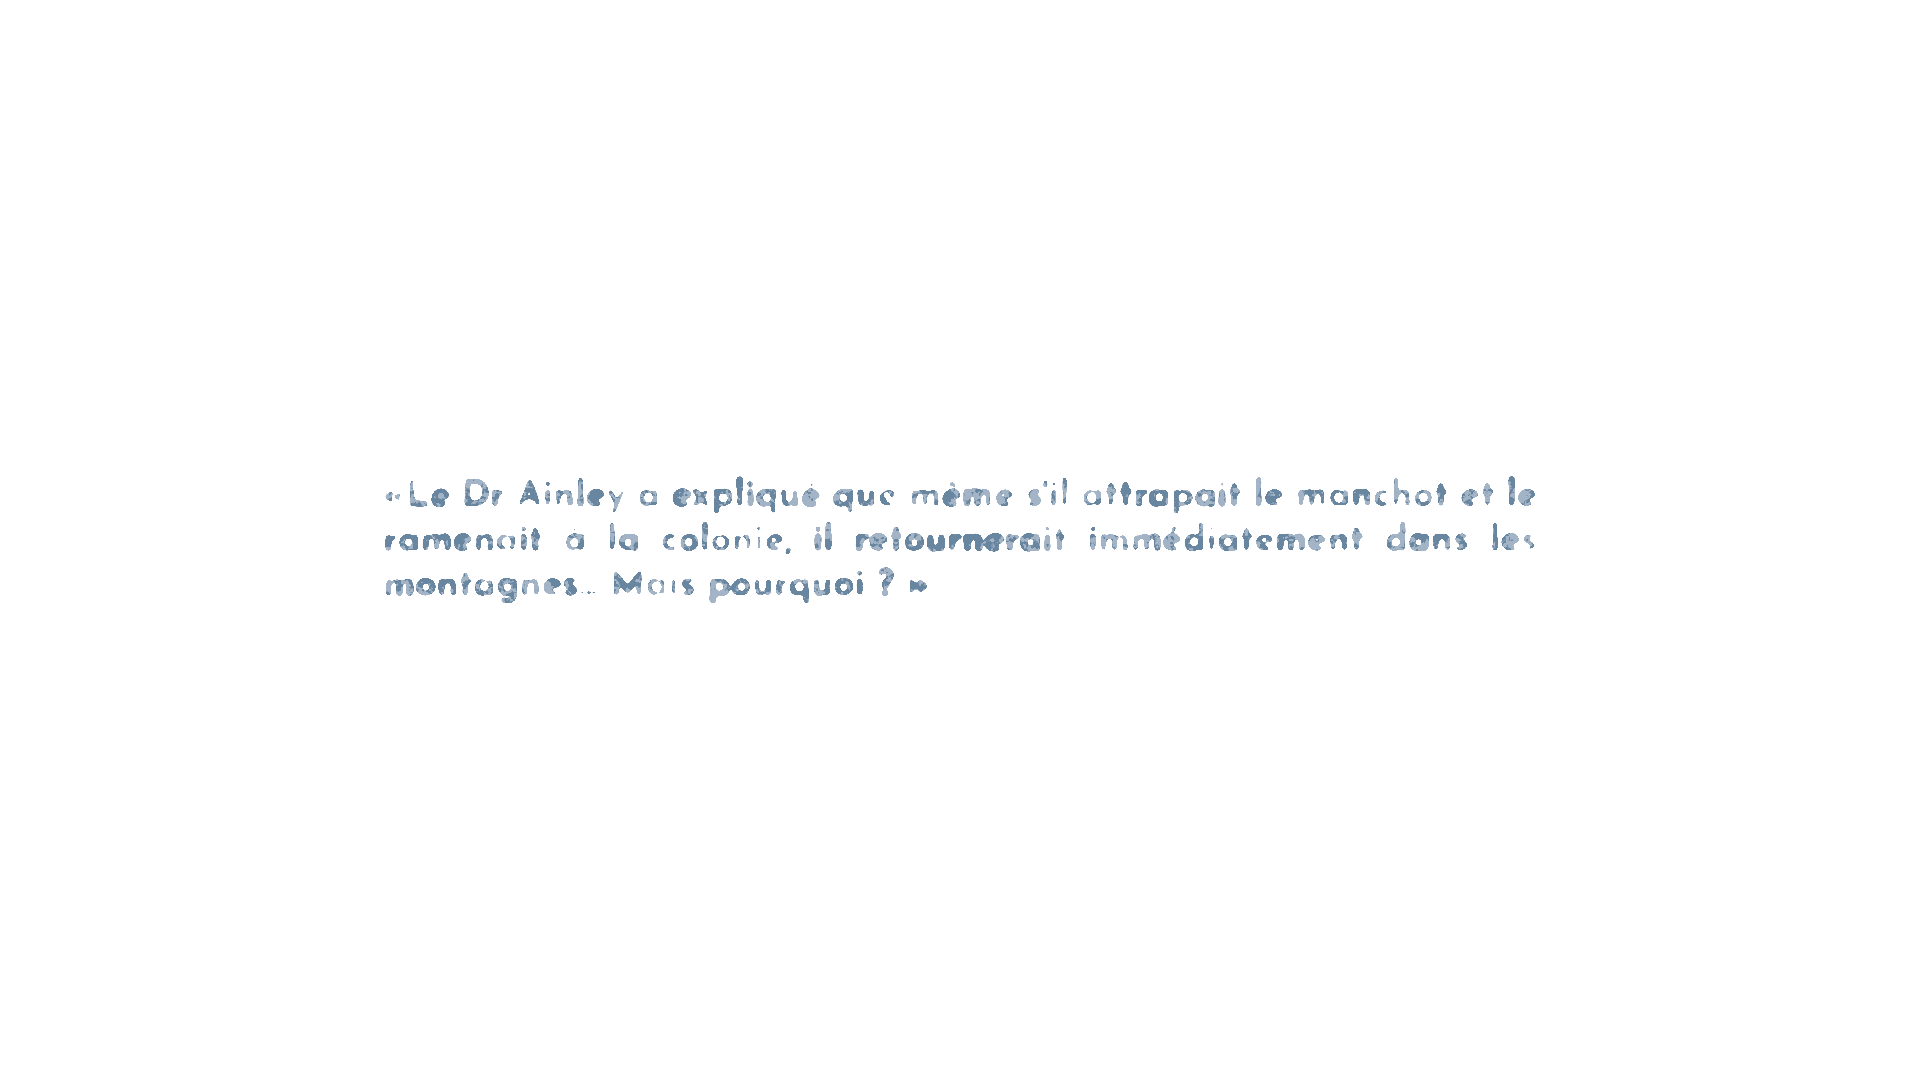 « Le Dr Ainley a expliqué que même s'il attrapait le manchot et le
ramenait à la colonie, il retournerait immédiatement dans les
montagnes... Mais pourquoi ? »